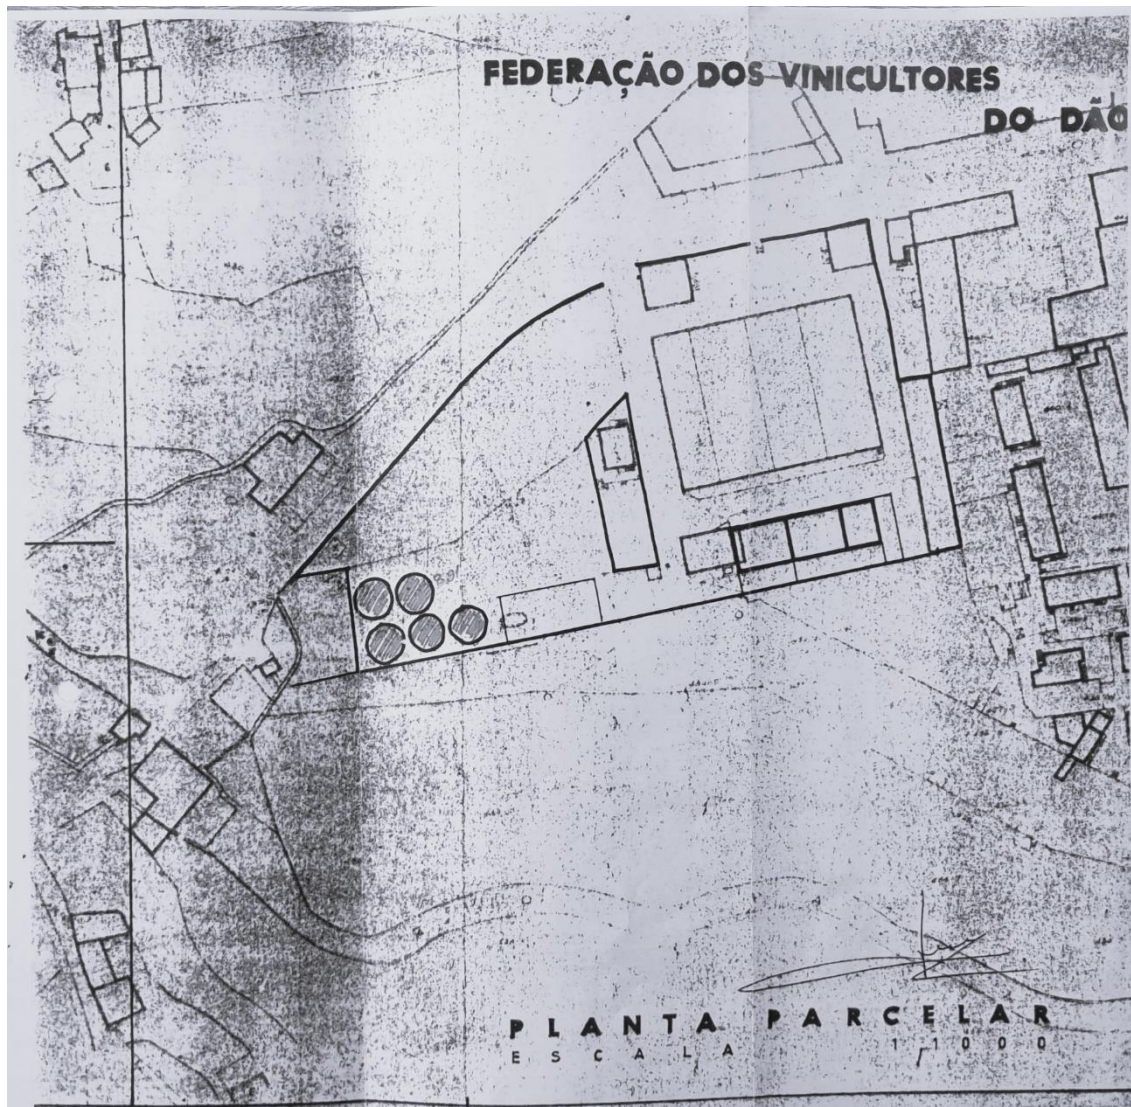 FEDERAÇÃO DOS VINICULTORES
DO DÃO
PLANTA PARCELAR
ESCALA 1/1000